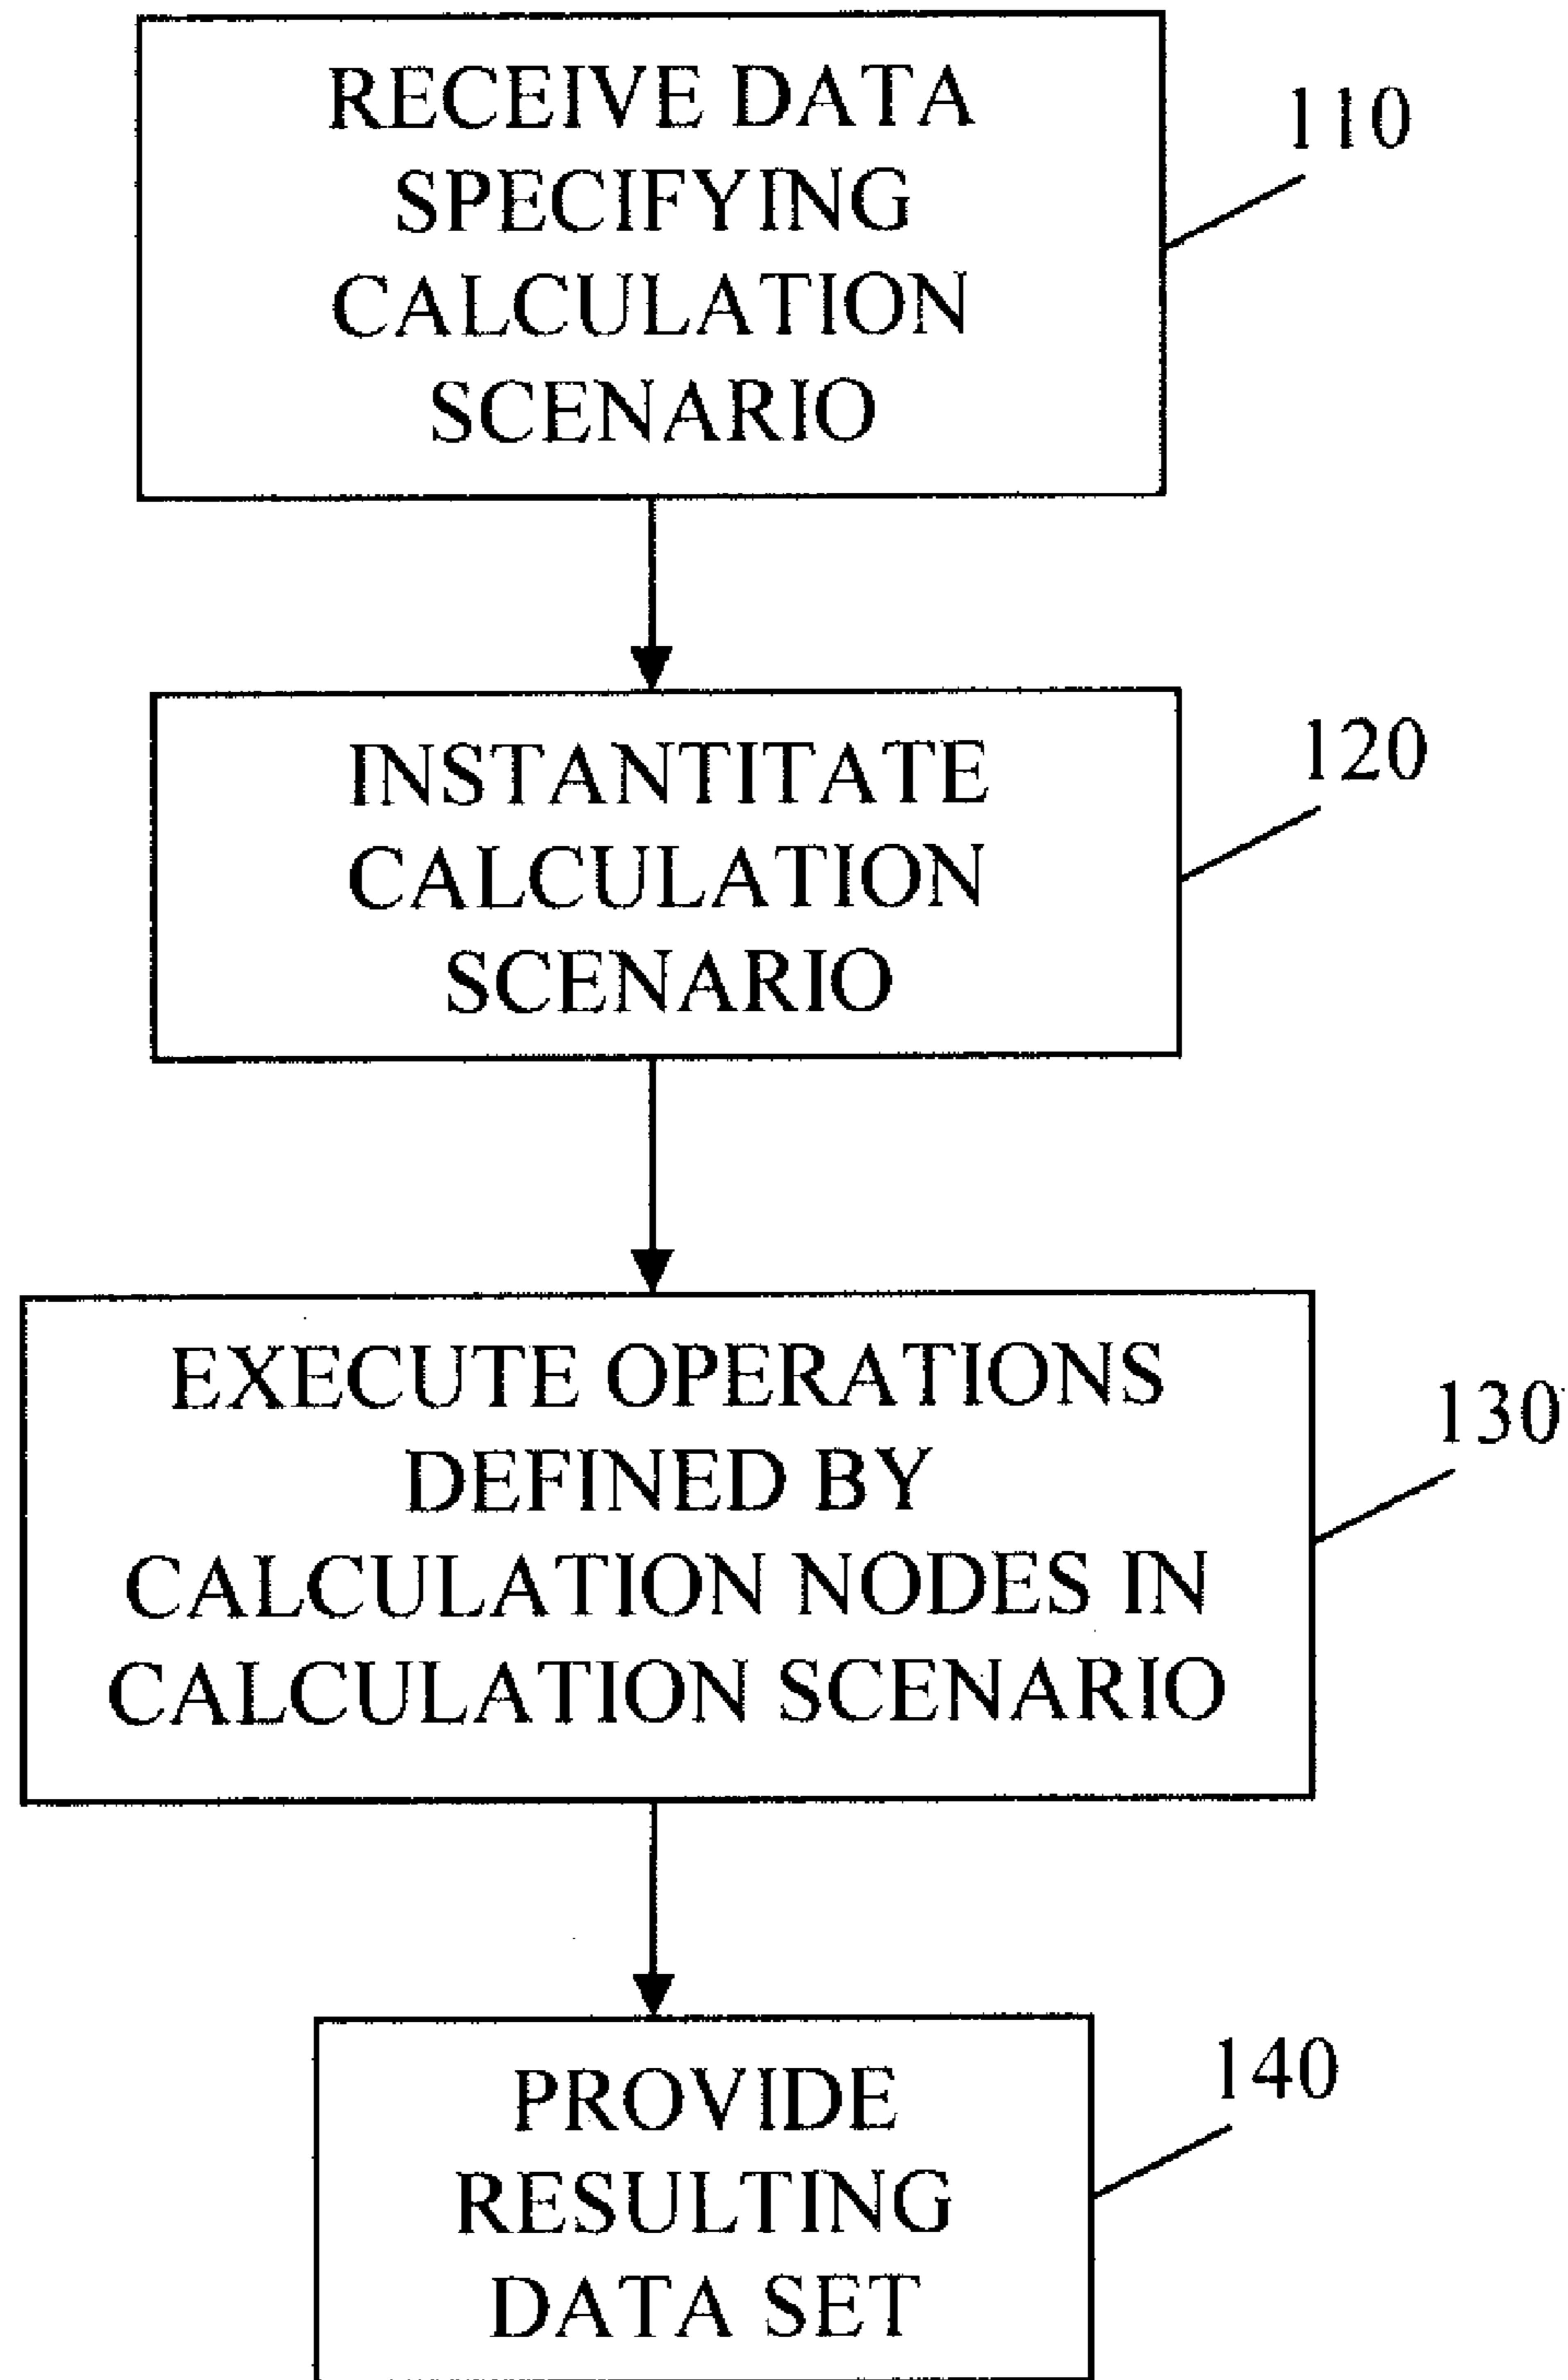 RECEIVE DATA
SPECIFYING
CALCULATION
SCENARIO
110
INSTANTITATE
CALCULATION
SCENARIO
120
EXECUTE OPERATIONS
DEFINED BY
CALCULATION NODES IN
CALCULATION SCENARIO
130
PROVIDE
RESULTING
DATA SET
140